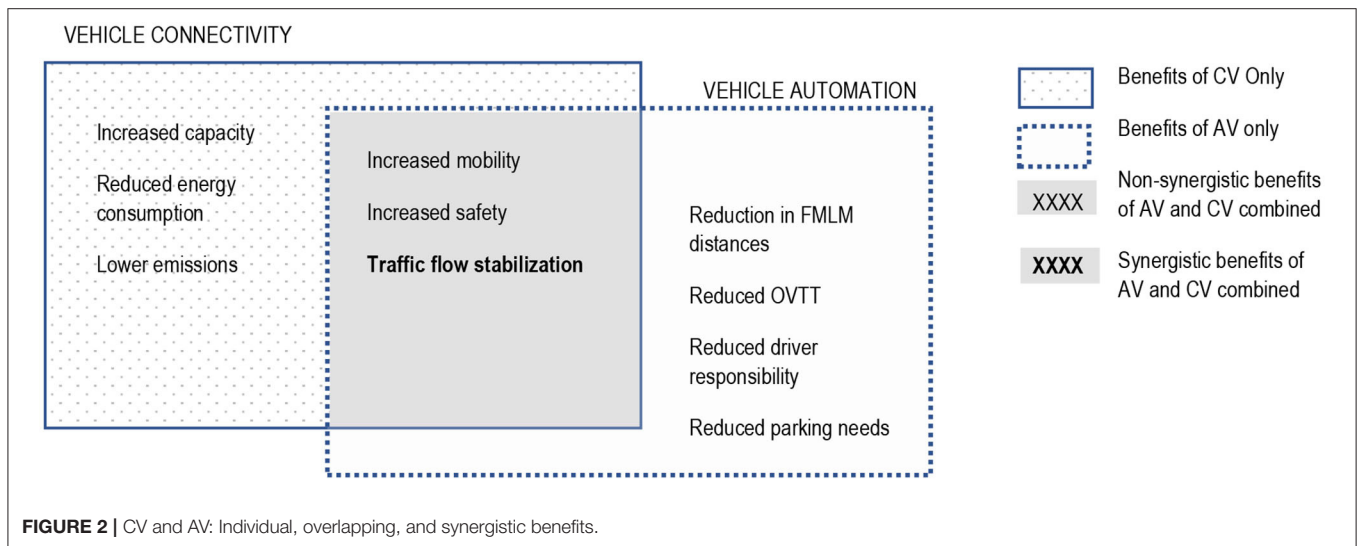 VEHICLE CONNECTIVITY
Increased capacity
Reduced energy
consumption
Lower emissions
Increased mobility
Increased safety
Traffic flow stabilization
VEHICLE AUTOMATION
Reduction in FMLM
distances
Reduced OVTT
Reduced driver
responsibility
Reduced parking needs
Benefits of CV Only
Benefits of AV only
XXXX
Non-synergistic benefits
of AV and CV combined
XXXX
Synergistic benefits of
AV and CV combined
FIGURE 2 | CV and AV: Individual, overlapping, and synergistic benefits.